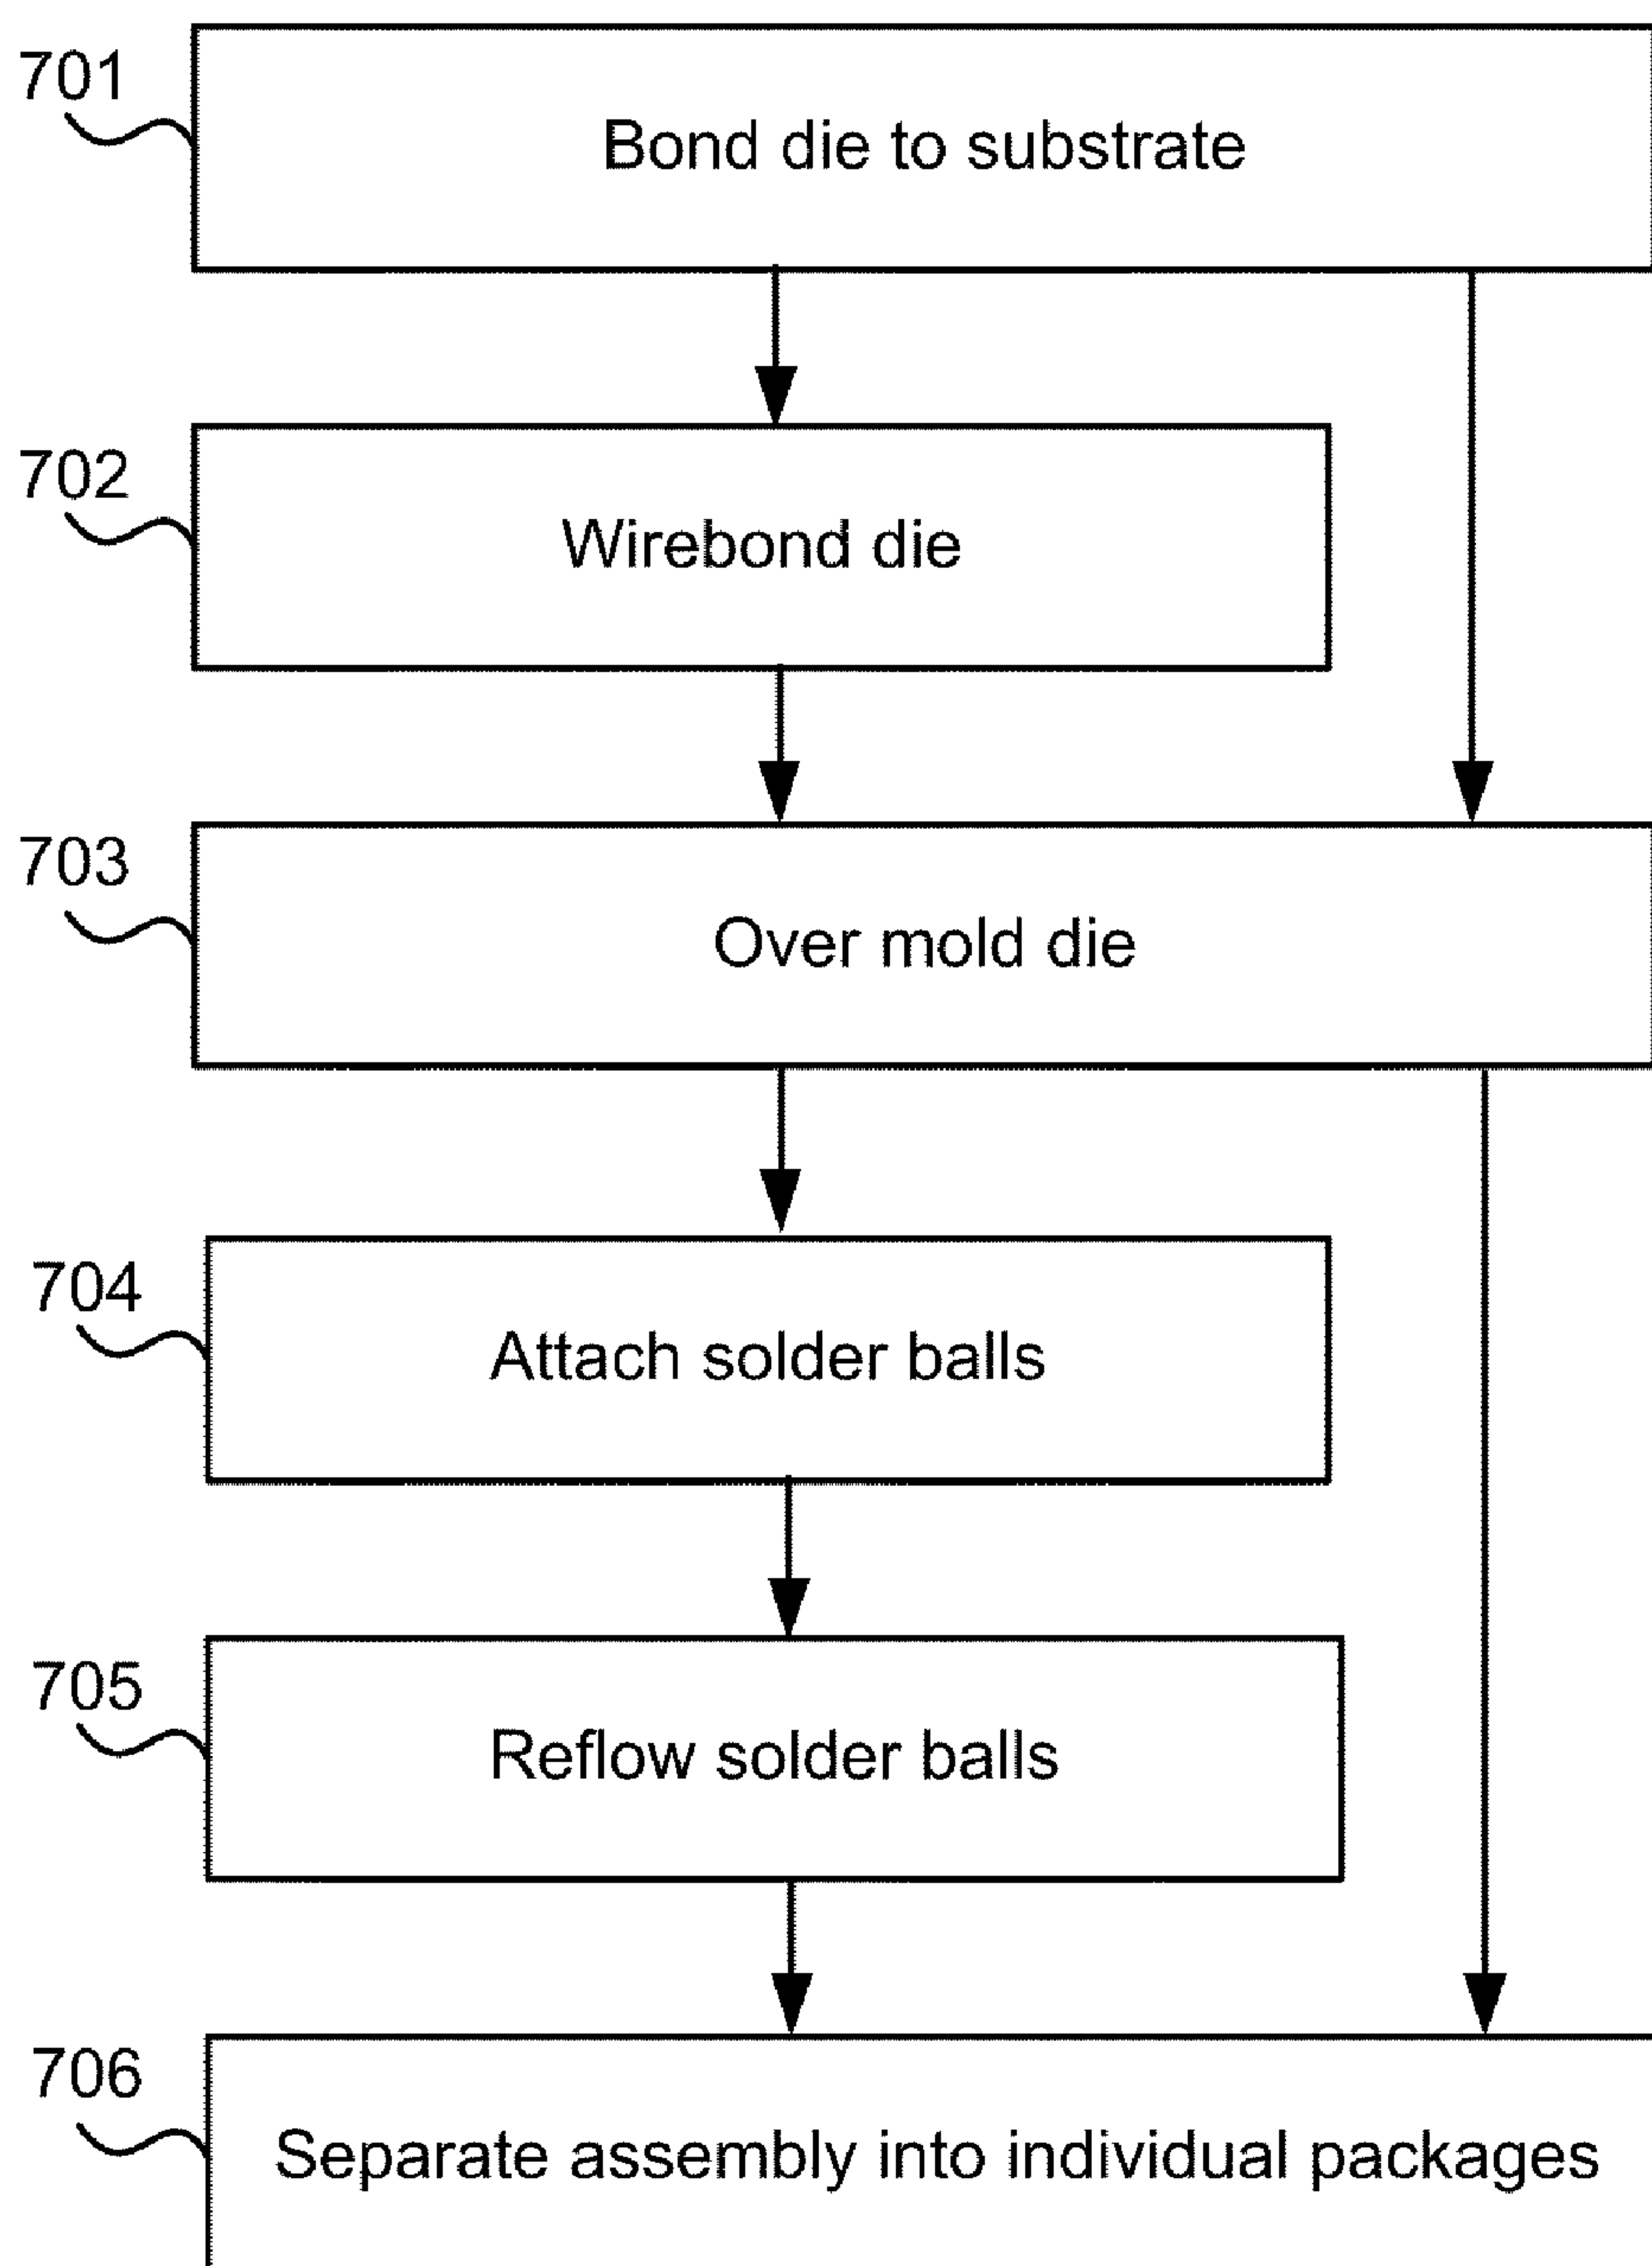 701
Bond die to substrate
702
Wirebond die
703
Over mold die
704
Attach solder balls
705
Reflow solder balls
706
Separate assembly into individual packages